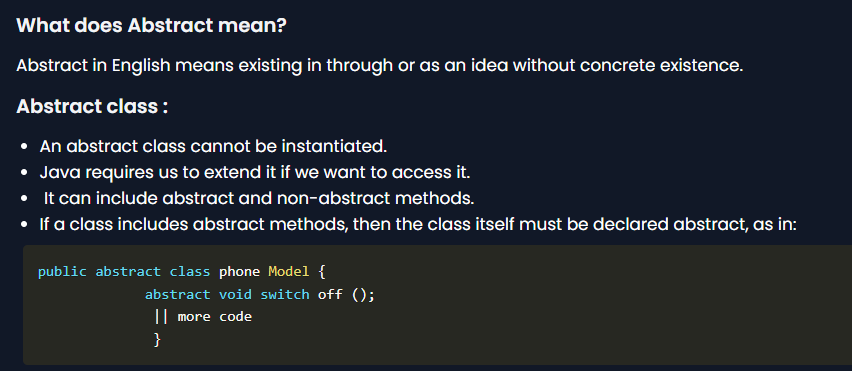 What does Abstract mean?
Abstract in English means existing in through or as an idea without concrete existence.
Abstract class :
• An abstract class cannot be instantiated.
• Java requires us to extend it if we want to access it.
• It can include abstract and non-abstract methods.
• If a class includes abstract methods, then the class itself must be declared abstract, as in:
public abstract class phone Model {
abstract void switch off ();
|| more code
}